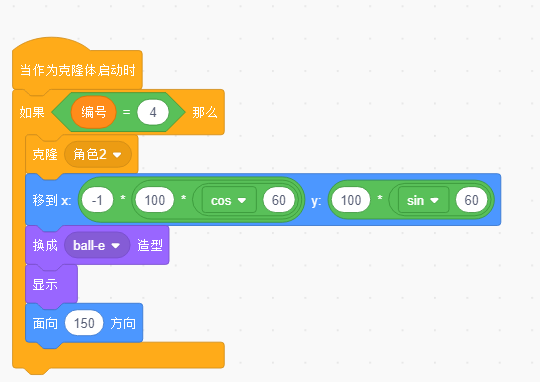 当作为克隆体启动时
如果 编号 = 4 那么
克隆 角色2
移到 x: -1 * 100 * cos 60 y: 100 * sin 60
换成 ball-e 造型
显示
面向 150 方向